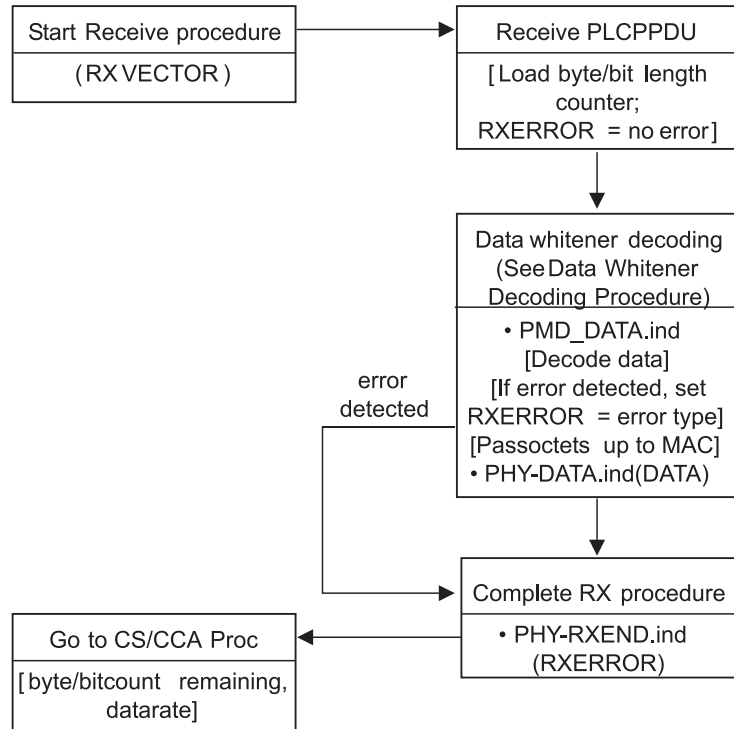 Start Receive procedure
(RX VECTOR)
Receive PLCPPDU
[Load byte/bit length
counter;
RXERROR = no error]
Data whitener decoding
(See Data Whitener
Decoding Procedure)
• PMD_DATA.ind
[Decode data]
[If error detected, set
RXERROR = error type]
[Passoctets up to MAC]
• PHY-DATA.ind(DATA)
error
detected
Complete RX procedure
• PHY-RXEND.ind
(RXERROR)
Go to CS/CCA Proc
[byte/bitcount remaining,
datarate]